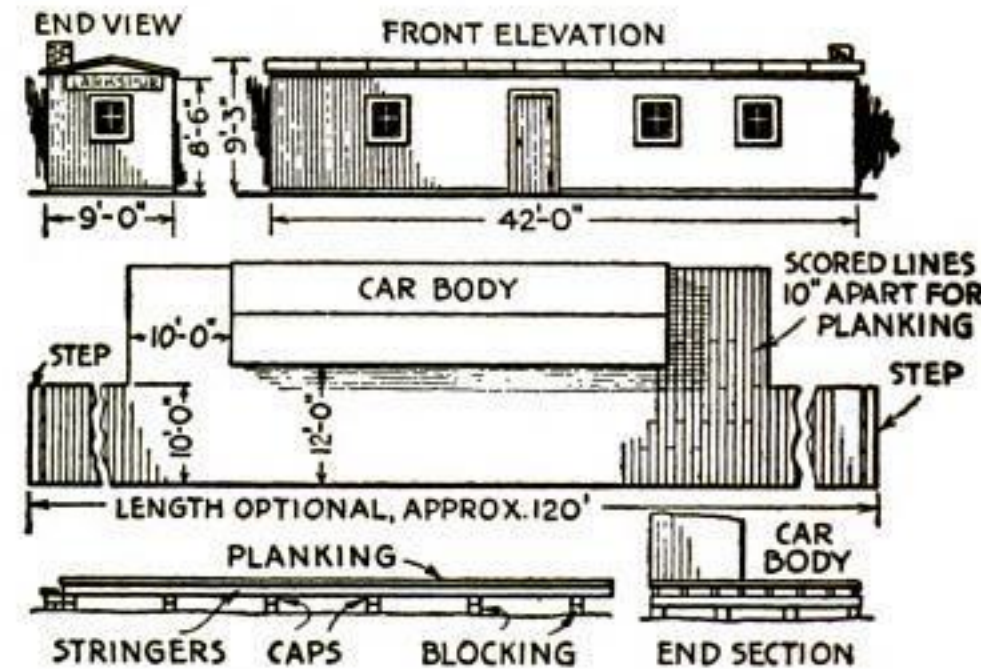 END VIEW
FRONT ELEVATION
LARKSPUR
8'-6"
9'-3"
9'-0"
42'-0"
CAR BODY
SCORED LINES
10" APART FOR
PLANKING
10'-0"
STEP
STEP
10'-0"
12'-0"
LENGTH OPTIONAL, APPROX. 120'
PLANKING
CAR
BODY
STRINGERS CAPS BLOCKING END SECTION